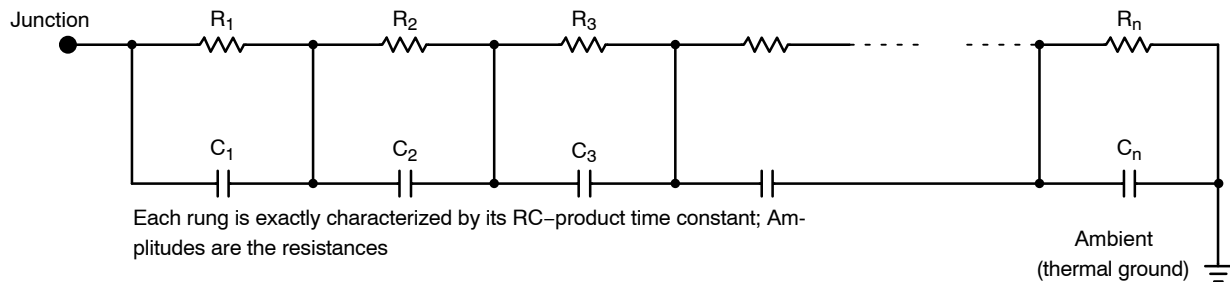 Junction
R1
R2
R3
Rn
C1
C2
C3
Cn
Each rung is exactly characterized by its RC−product time constant; Am-
plitudes are the resistances
Ambient
(thermal ground)